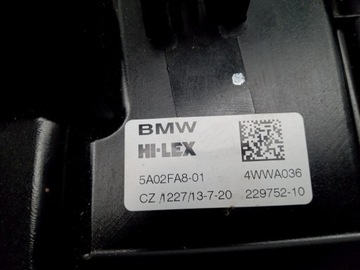 BMW
HI-LEX
5A02FA8-01 4WWA036
CZ /1227/13-7-20 229752-10